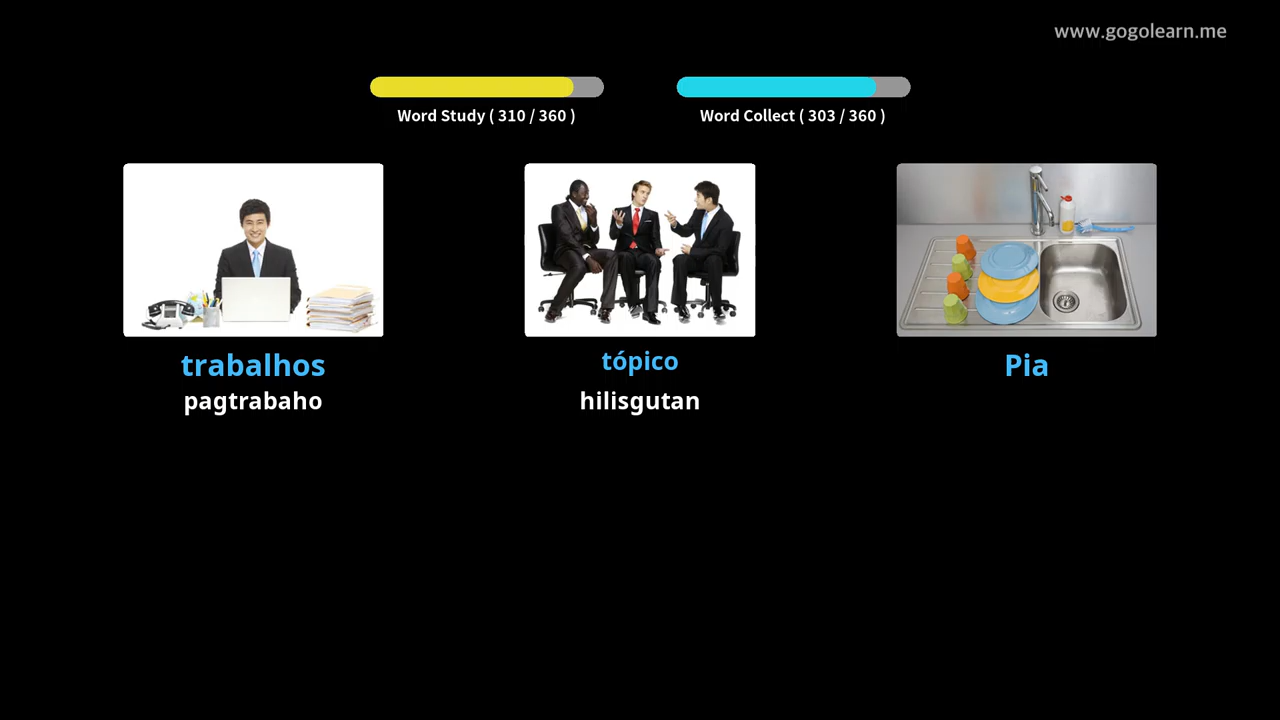 www.gogolearn.me
Word Study ( 310 / 360 )
Word Collect ( 303 / 360 )
trabalhos
pagtrabaho
tópico
hilisgutan
Pia